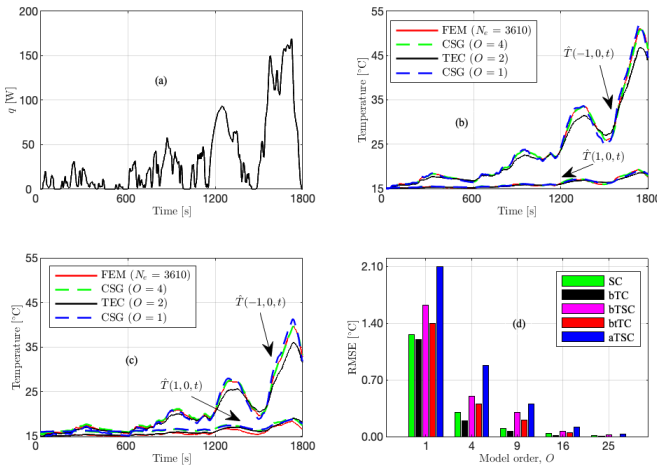 200
150
100
50
0
q [W]
(a)
0 600 1200 1800
Time [s]
55
45
35
25
15
Temperature [°C]
FEM (N_e = 3610)
CSG (O = 4)
TEC (O = 2)
CSG (O = 1)
T̂(−1,0,t)
(b)
T̂(1,0,t)
0 600 1200 1800
Time [s]
55
45
35
25
15
Temperature [°C]
FEM (N_e = 3610)
CSG (O = 4)
TEC (O = 2)
CSG (O = 1)
T̂(−1,0,t)
(c)
T̂(1,0,t)
0 600 1200 1800
Time [s]
2.10
1.40
0.70
0.00
RMSE [°C]
(d)
SC
bTC
bTSC
btTC
aTSC
1 4 9 16 25
Model order, O